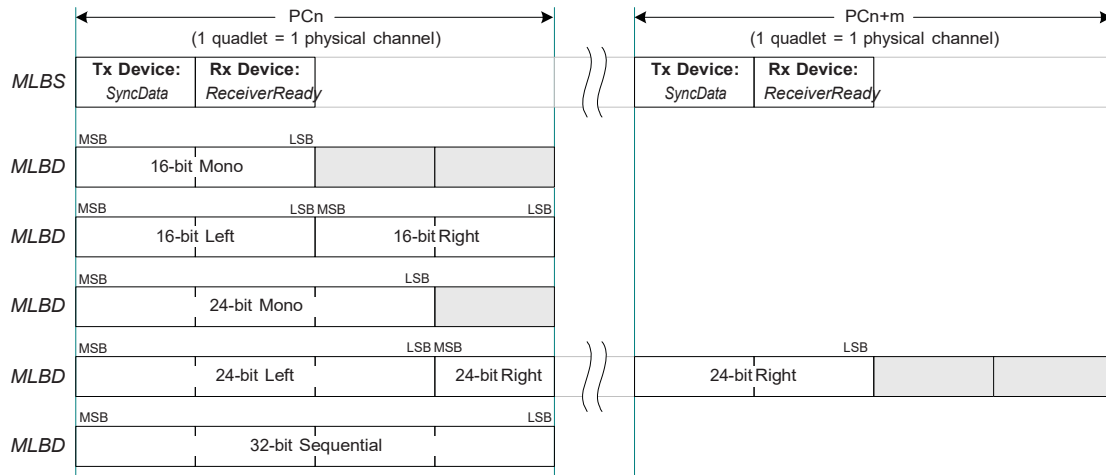 PCn
PCn+m
(1 quadlet = 1 physical channel)
(1 quadlet = 1 physical channel)
MLBS
Tx Device:
SyncData
Rx Device:
ReceiverReady
Tx Device:
SyncData
Rx Device:
ReceiverReady
MSB LSB
MLBD 16-bit Mono
MSB LSB MSB LSB
MLBD 16-bit Left 16-bit Right
MSB LSB
MLBD 24-bit Mono
MSB LSB MSB LSB
MLBD 24-bit Left 24-bit Right 24-bit Right
MSB LSB
MLBD 32-bit Sequential